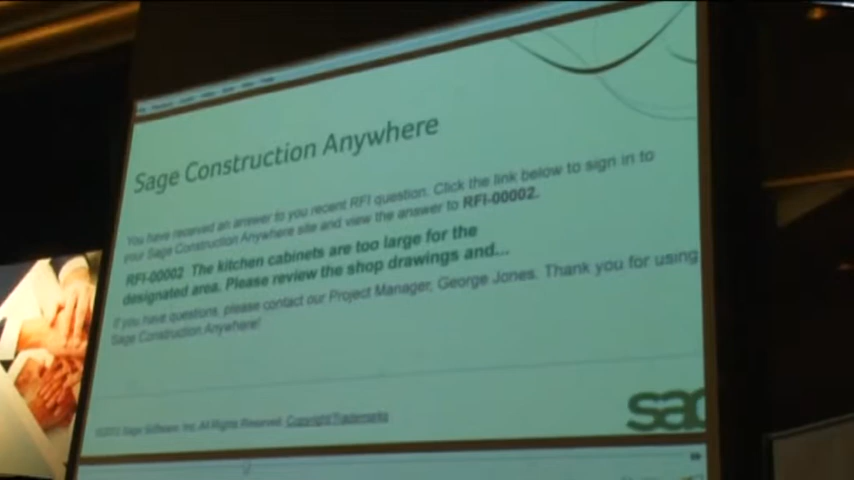 Sage Construction Anywhere
You have received an answer to you recent RFI question. Click the link below to sign in to
your Sage Construction Anywhere site and view the answer to RFI-00002.
RFI-00002 The kitchen cabinets are too large for the
designated area. Please review the shop drawings and...
If you have questions, please contact our Project Manager, George Jones. Thank you for using
Sage Construction Anywhere!
©2012 Sage Software, Inc. All Rights Reserved. Copyright/Trademarks
sag